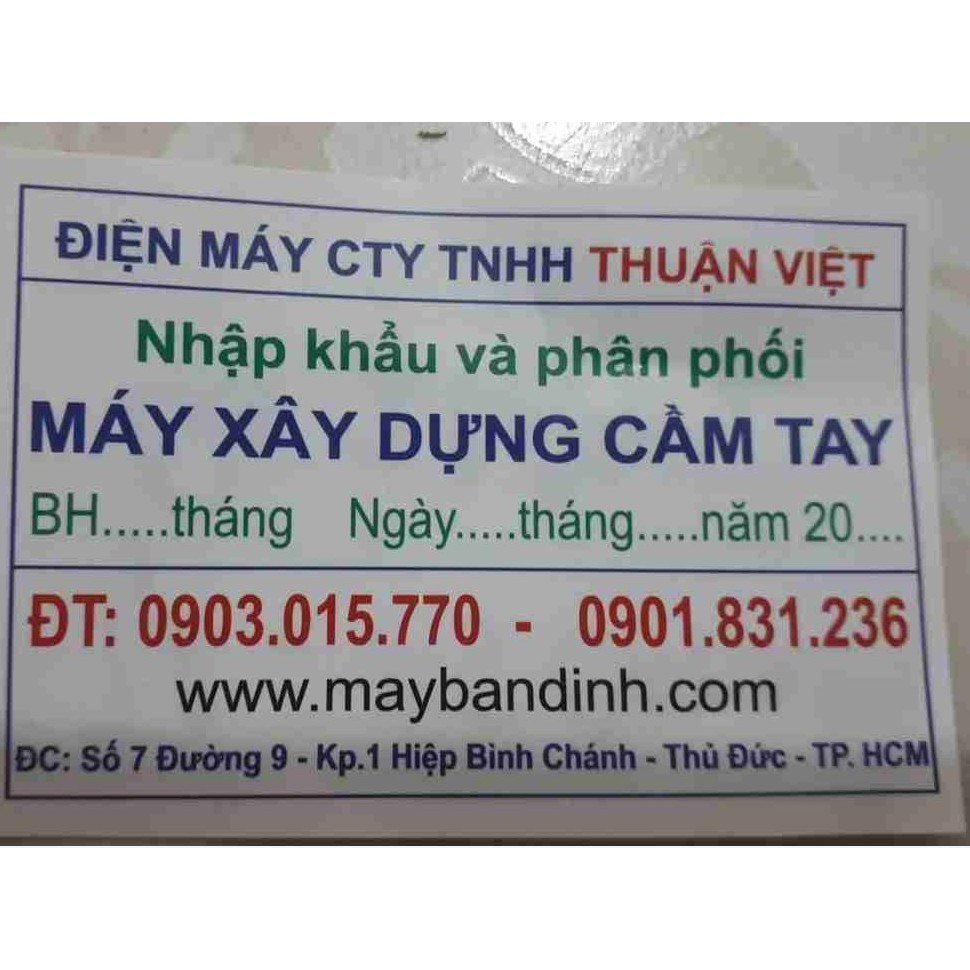 ĐIỆN MÁY CTY TNHH THUẬN VIỆT
Nhập khẩu và phân phối
MÁY XÂY DỰNG CẦM TAY
BH.....tháng Ngày.....tháng.....năm 20....
ĐT: 0903.015.770 - 0901.831.236
www.maybandinh.com
ĐC: Số 7 Đường 9 - Kp.1 Hiệp Bình Chánh - Thủ Đức - TP. HCM